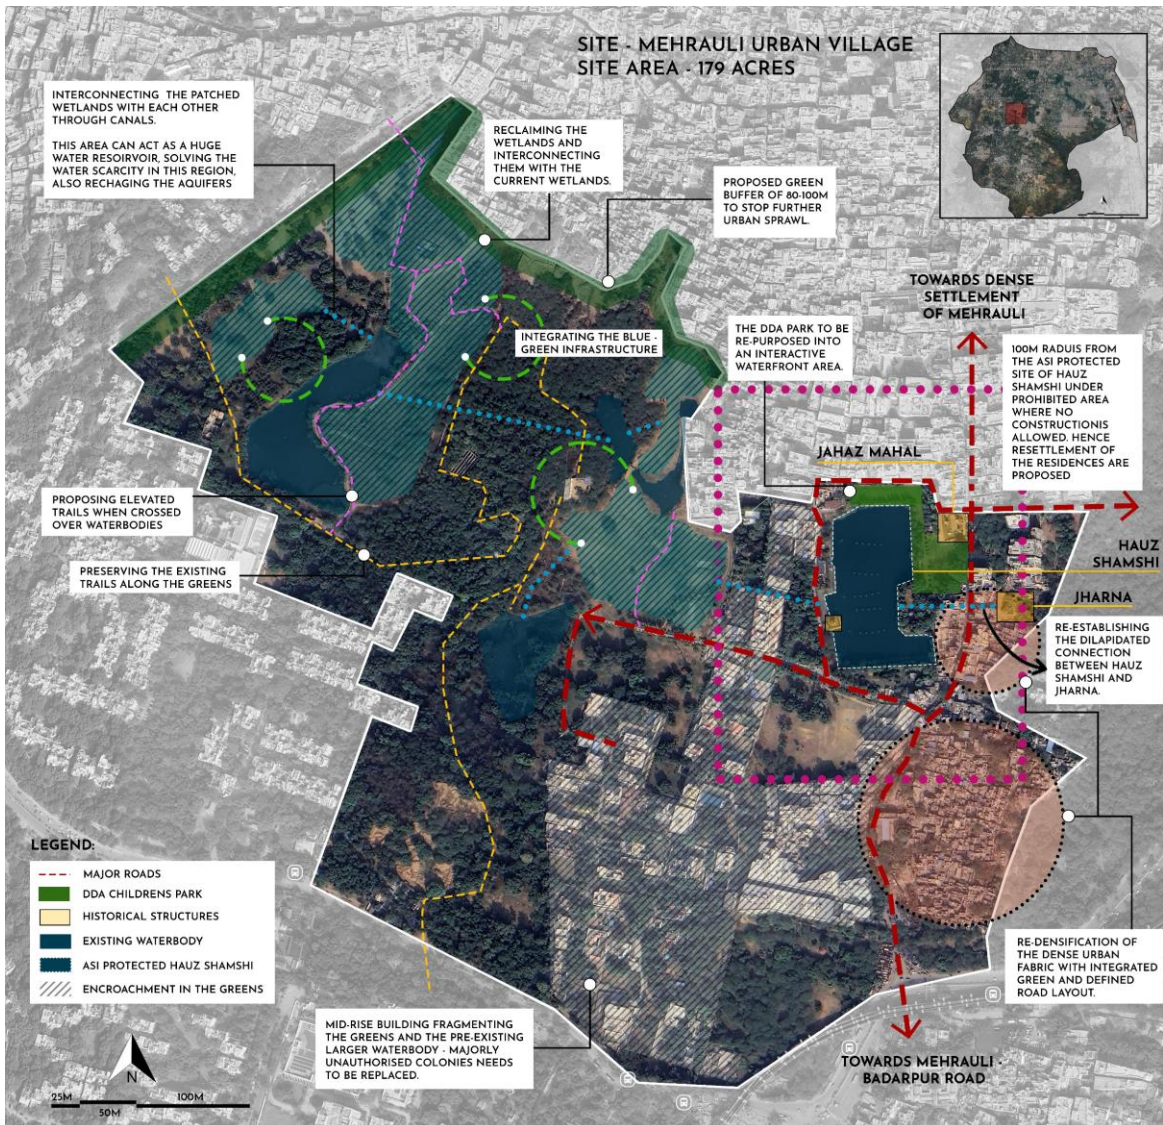 SITE - MEHRAULI URBAN VILLAGE
SITE AREA - 179 ACRES
INTERCONNECTING THE PATCHED
WETLANDS WITH EACH OTHER
THROUGH CANALS.
THIS AREA CAN ACT AS A HUGE
WATER RESOIRVOIR, SOLVING THE
WATER SCARCITY IN THIS REGION,
ALSO RECHAGING THE AQUIFERS
RECLAIMING THE
WETLANDS AND
INTERCONNECTING
THEM WITH THE
CURRENT WETLANDS.
PROPOSED GREEN
BUFFER OF 80-100M
TO STOP FURTHER
URBAN SPRAWL.
TOWARDS DENSE
SETTLEMENT
OF MEHRAULI
INTEGRATING THE BLUE -
GREEN INFRASTRUCTURE
THE DDA PARK TO BE
RE-PURPOSED INTO
AN INTERACTIVE
WATERFRONT AREA.
100M RADUIS FROM
THE ASI PROTECTED
SITE OF HAUZ
SHAMSHI UNDER
PROHIBITED AREA
WHERE NO
CONSTRUCTIONIS
ALLOWED. HENCE
RESETTLEMENT OF
THE RESIDENCES ARE
PROPOSED
JAHAZ MAHAL
PROPOSING ELEVATED
TRAILS WHEN CROSSED
OVER WATERBODIES
PRESERVING THE EXISTING
TRAILS ALONG THE GREENS
HAUZ
SHAMSHI
JHARNA
RE-ESTABLISHING
THE DILAPIDATED
CONNECTION
BETWEEN HAUZ
SHAMSHI AND
JHARNA.
LEGEND:
MAJOR ROADS
DDA CHILDRENS PARK
HISTORICAL STRUCTURES
EXISTING WATERBODY
ASI PROTECTED HAUZ SHAMSHI
ENCROACHMENT IN THE GREENS
RE-DENSIFICATION OF
THE DENSE URBAN
FABRIC WITH INTEGRATED
GREEN AND DEFINED
ROAD LAYOUT.
MID-RISE BUILDING FRAGMENTING
THE GREENS AND THE PRE-EXISTING
LARGER WATERBODY - MAJORLY
UNAUTHORISED COLONIES NEEDS
TO BE REPLACED.
TOWARDS MEHRAULI -
BADARPUR ROAD
N
25M 100M
50M